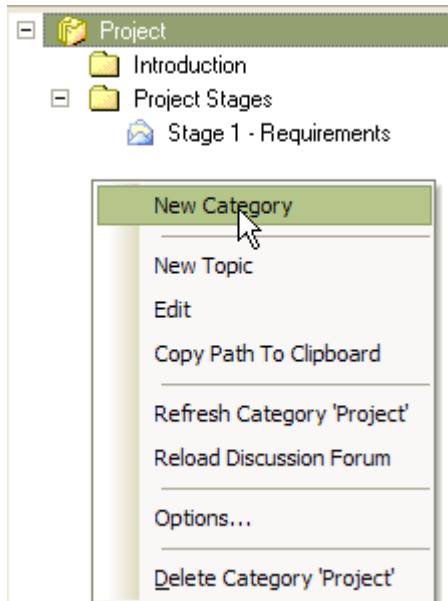 Project
Introduction
Project Stages
Stage 1 - Requirements
New Category
New Topic
Edit
Copy Path To Clipboard
Refresh Category 'Project'
Reload Discussion Forum
Options...
Delete Category 'Project'